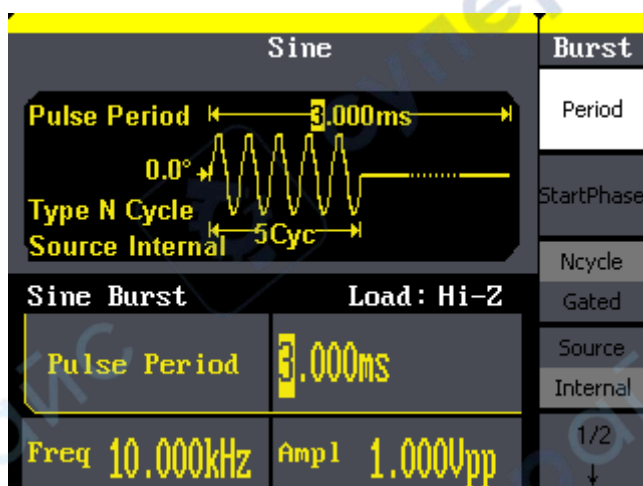 Sine
Burst
Pulse Period 3.000ms
0.0°
Type N Cycle
Source Internal
5Cyc
Period
StartPhase
Ncycle
Gated
Source
Internal
1/2
Sine Burst Load: Hi-Z
Pulse Period 3.000ms
Freq 10.000kHz Ampl 1.000Vpp